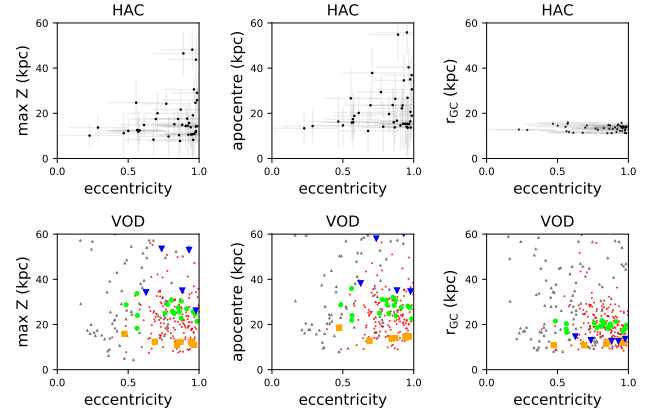 HAC HAC HAC
60 60 60
40 40 40
20 20 20
0 0 0
max Z (kpc) apocentre (kpc) r_GC (kpc)
0.0 0.5 1.0 0.0 0.5 1.0 0.0 0.5 1.0
eccentricity eccentricity eccentricity
VOD VOD VOD
60 60 60
40 40 40
20 20 20
0 0 0
max Z (kpc) apocentre (kpc) r_GC (kpc)
0.0 0.5 1.0 0.0 0.5 1.0 0.0 0.5 1.0
eccentricity eccentricity eccentricity